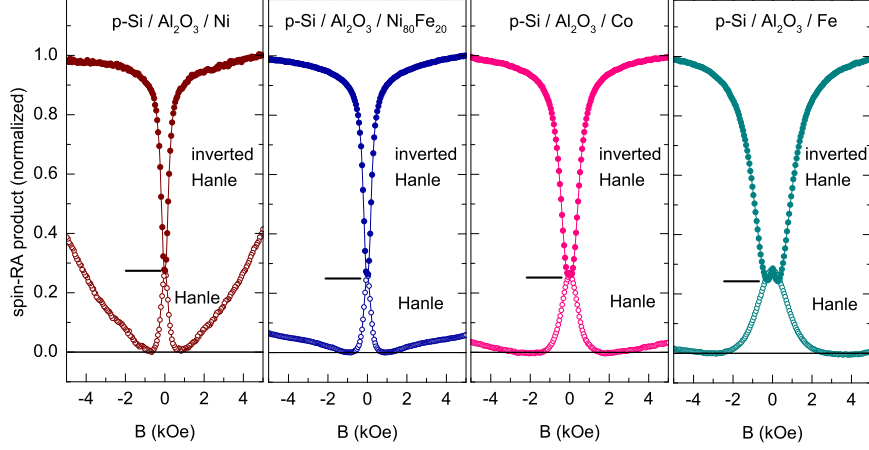 p-Si / Al₂O₃ / Ni
p-Si / Al₂O₃ / Ni₈₀Fe₂₀
p-Si / Al₂O₃ / Co
p-Si / Al₂O₃ / Fe
spin-RA product (normalized)
1.0
0.8
0.6
0.4
0.2
0.0
inverted
Hanle
Hanle
inverted
Hanle
Hanle
inverted
Hanle
Hanle
inverted
Hanle
Hanle
-4 -2 0 2 4
-4 -2 0 2 4
-4 -2 0 2 4
-4 -2 0 2 4
B (kOe)
B (kOe)
B (kOe)
B (kOe)